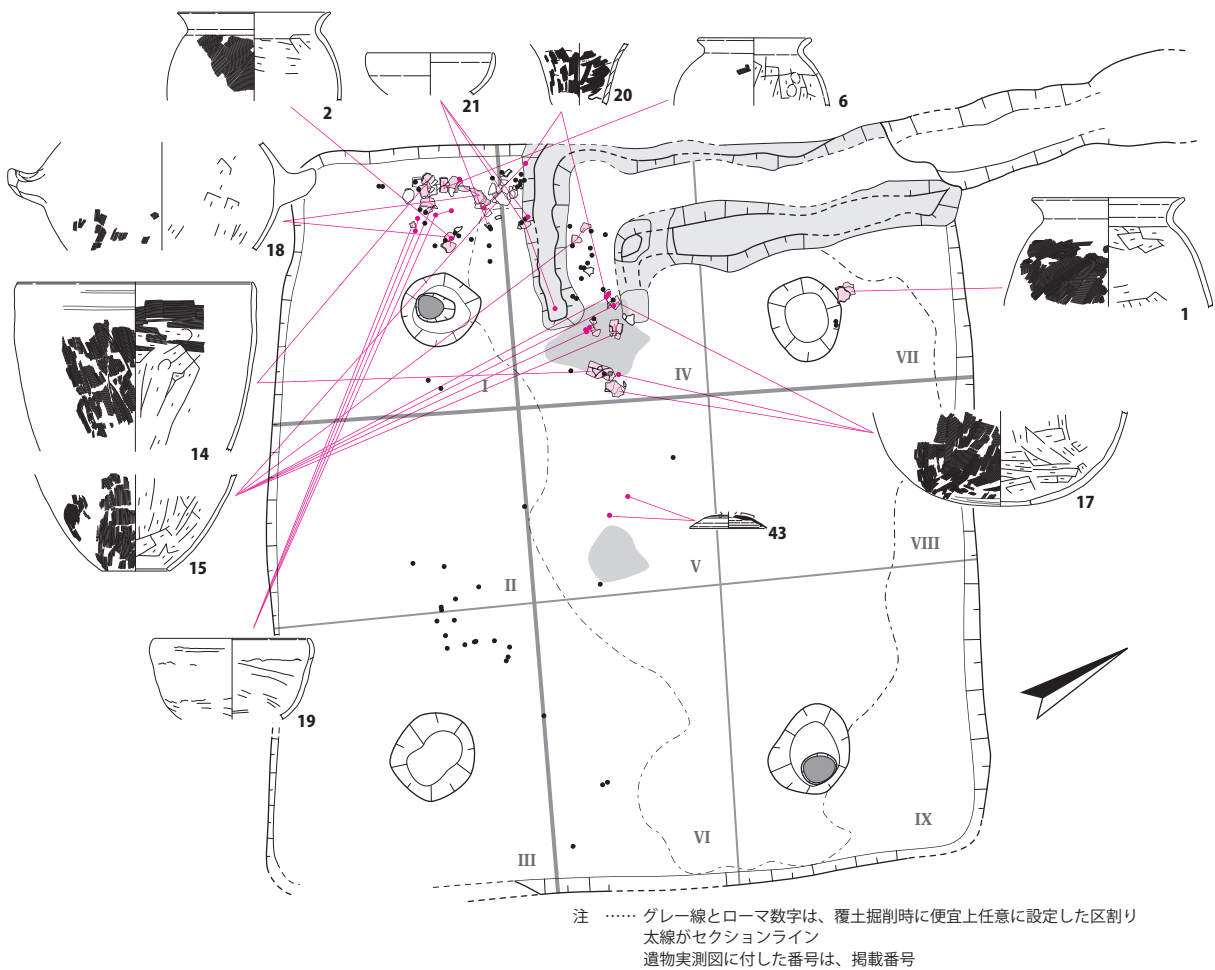 2
21
20
6
18
1
14
I
IV
VII
17
15
43
II
V
VIII
19
III
VI
IX
注 …… グレー線とローマ数字は、覆土掘削時に便宜上任意に設定した区割り
太線がセクションライン
遺物実測図に付した番号は、掲載番号